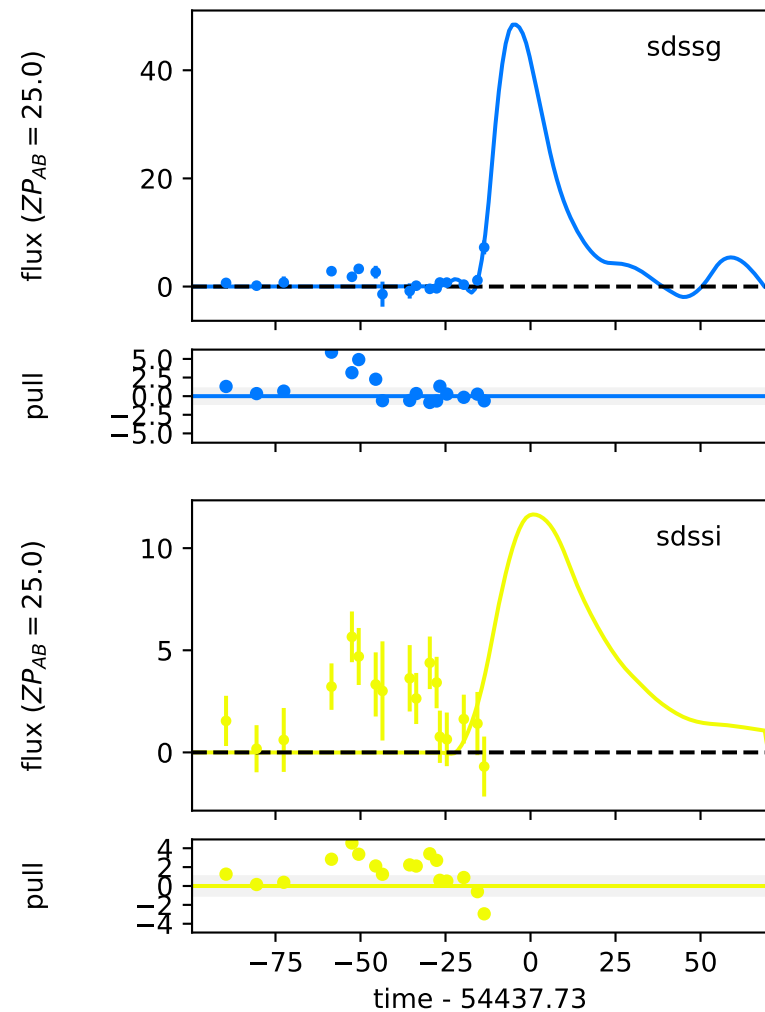 sdssg
flux (ZP_AB = 25.0)
40
20
0
pull
5.0
2.5
0.0
−2.5
−5.0
sdssi
flux (ZP_AB = 25.0)
10
5
0
pull
4
2
0
−2
−4
−75 −50 −25 0 25 50
time - 54437.73